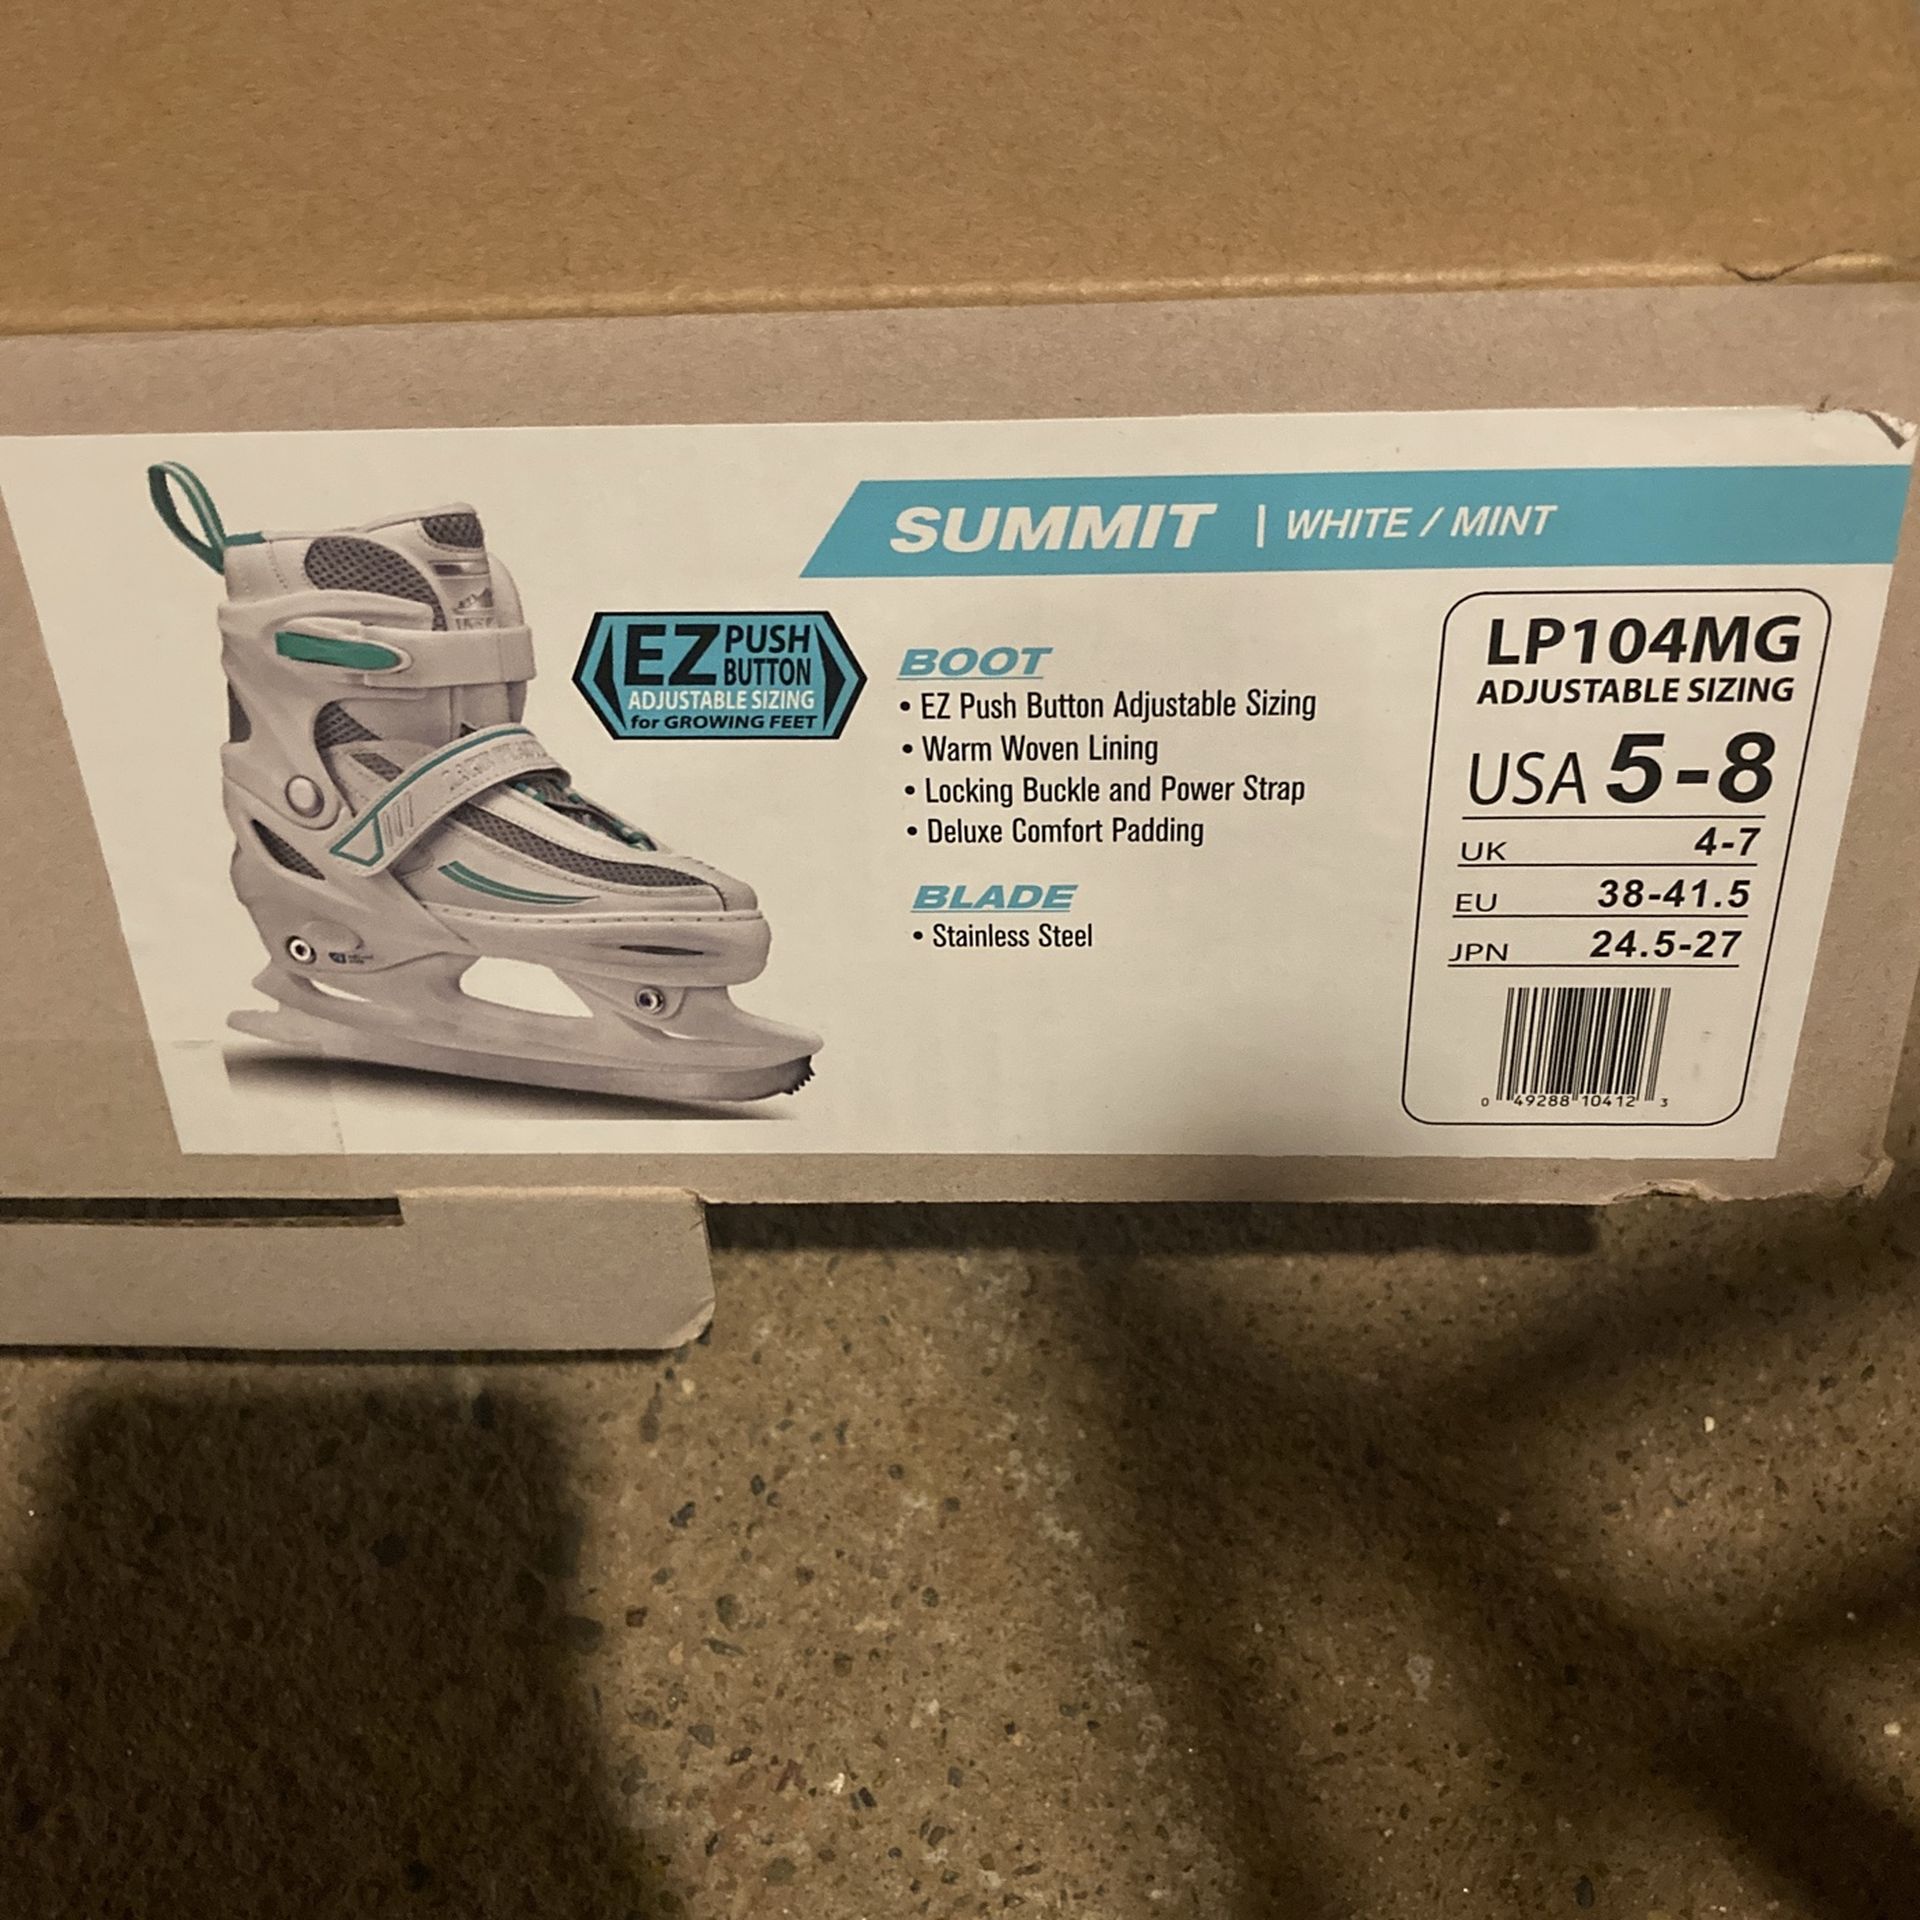 SUMMIT | WHITE / MINT
EZ PUSH BUTTON
ADJUSTABLE SIZING
for GROWING FEET
BOOT
• EZ Push Button Adjustable Sizing
• Warm Woven Lining
• Locking Buckle and Power Strap
• Deluxe Comfort Padding
BLADE
• Stainless Steel
LP104MG
ADJUSTABLE SIZING
USA 5-8
UK 4-7
EU 38-41.5
JPN 24.5-27
0 49288 10412 3